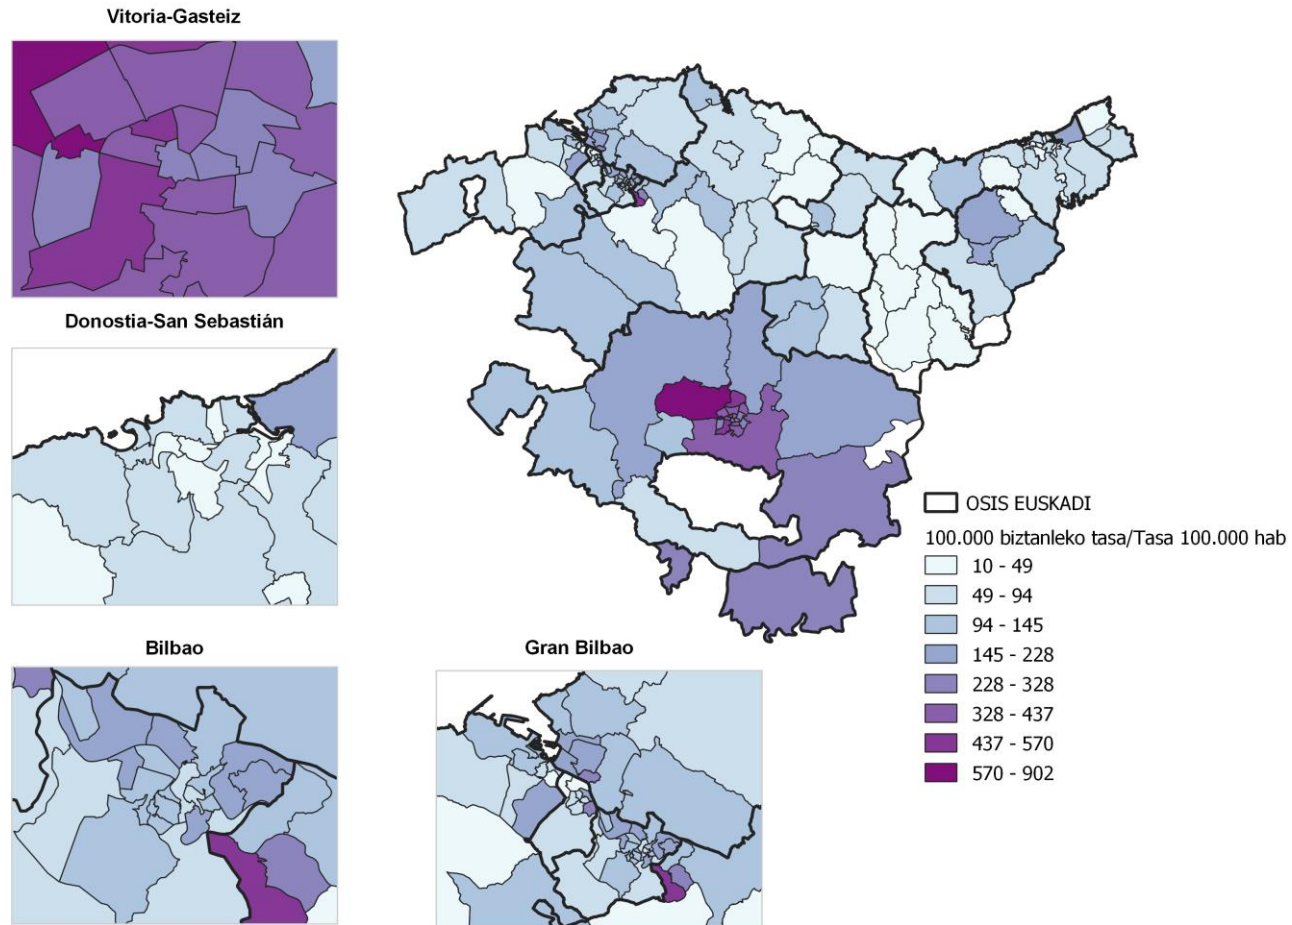 Vitoria-Gasteiz
Donostia-San Sebastián
Bilbao
Gran Bilbao
OSIS EUSKADI
100.000 biztanleko tasa/Tasa 100.000 hab
10 - 49
49 - 94
94 - 145
145 - 228
228 - 328
328 - 437
437 - 570
570 - 902